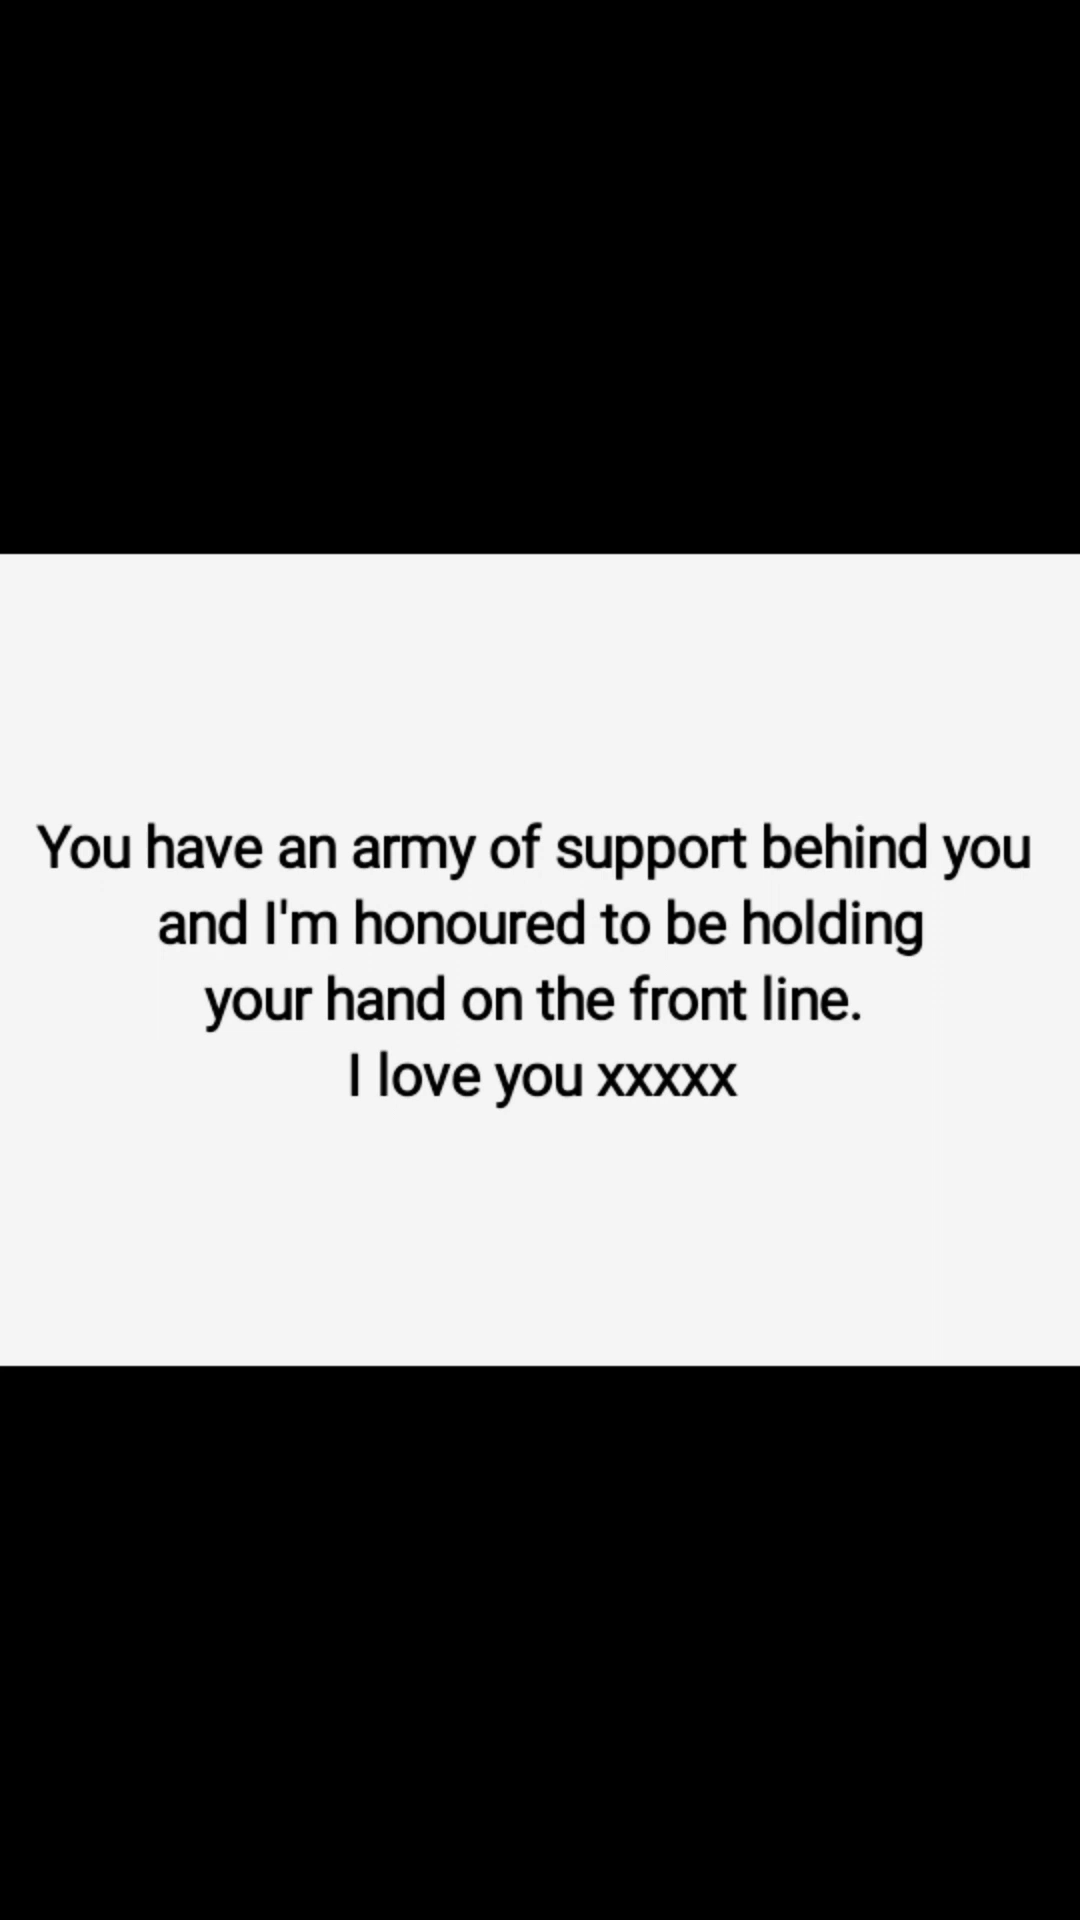 You have an army of support behind you
and I'm honoured to be holding
your hand on the front line.
I love you xxxxx